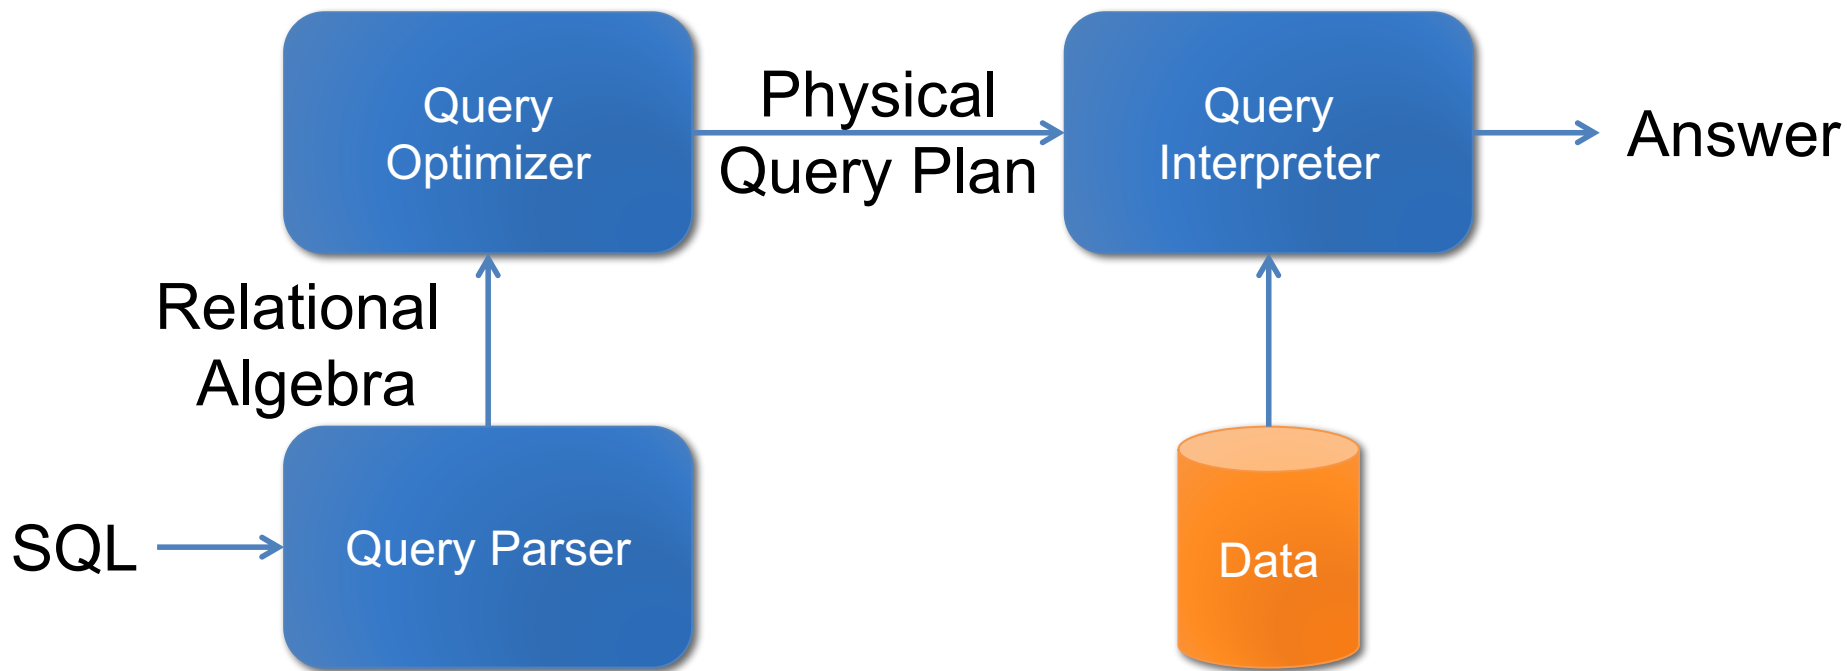 Query
Optimizer
Physical
Query Plan
Query
Interpreter
Answer
Relational
Algebra
SQL
Query Parser
Data